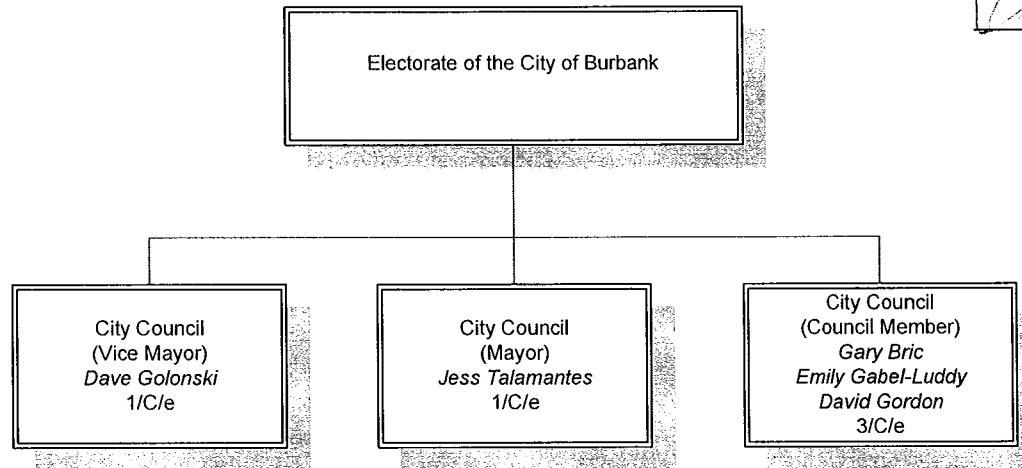 Electorate of the City of Burbank
City Council
(Vice Mayor)
Dave Golonski
1/C/e
City Council
(Mayor)
Jess Talamantes
1/C/e
City Council
(Council Member)
Gary Bric
Emily Gabel-Luddy
David Gordon
3/C/e